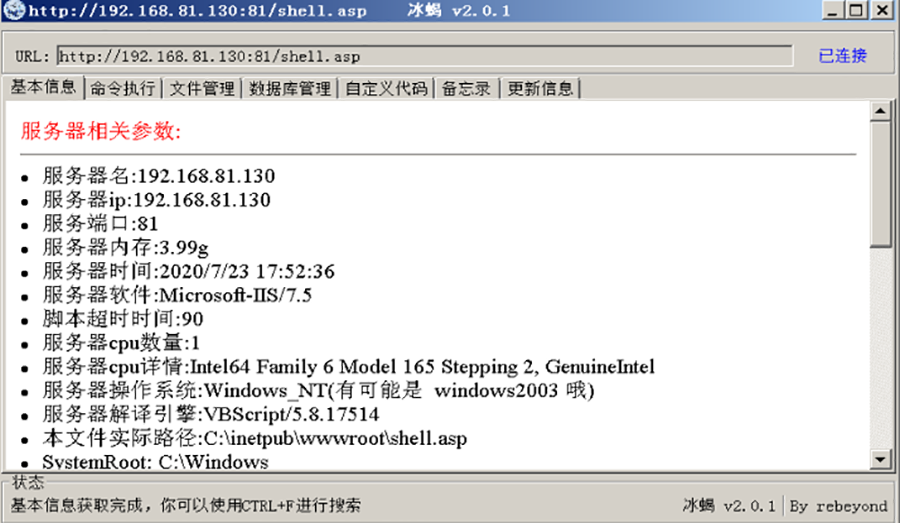 http://192.168.81.130:81/shell.asp 冰蝎 v2.0.1
URL: http://192.168.81.130:81/shell.asp 已连接
基本信息 命令执行 文件管理 数据库管理 自定义代码 备忘录 更新信息
服务器相关参数:
服务器名:192.168.81.130
服务器ip:192.168.81.130
服务端口:81
服务器内存:3.99g
服务器时间:2020/7/23 17:52:36
服务器软件:Microsoft-IIS/7.5
脚本超时时间:90
服务器cpu数量:1
服务器cpu详情:Intel64 Family 6 Model 165 Stepping 2, GenuineIntel
服务器操作系统:Windows_NT(有可能是 windows2003 哦)
服务器解译引擎:VBScript/5.8.17514
本文件实际路径:C:\inetpub\wwwroot\shell.asp
SystemRoot: C:\Windows
状态
基本信息获取完成，你可以使用CTRL+F进行搜索 冰蝎 v2.0.1 By rebeyond